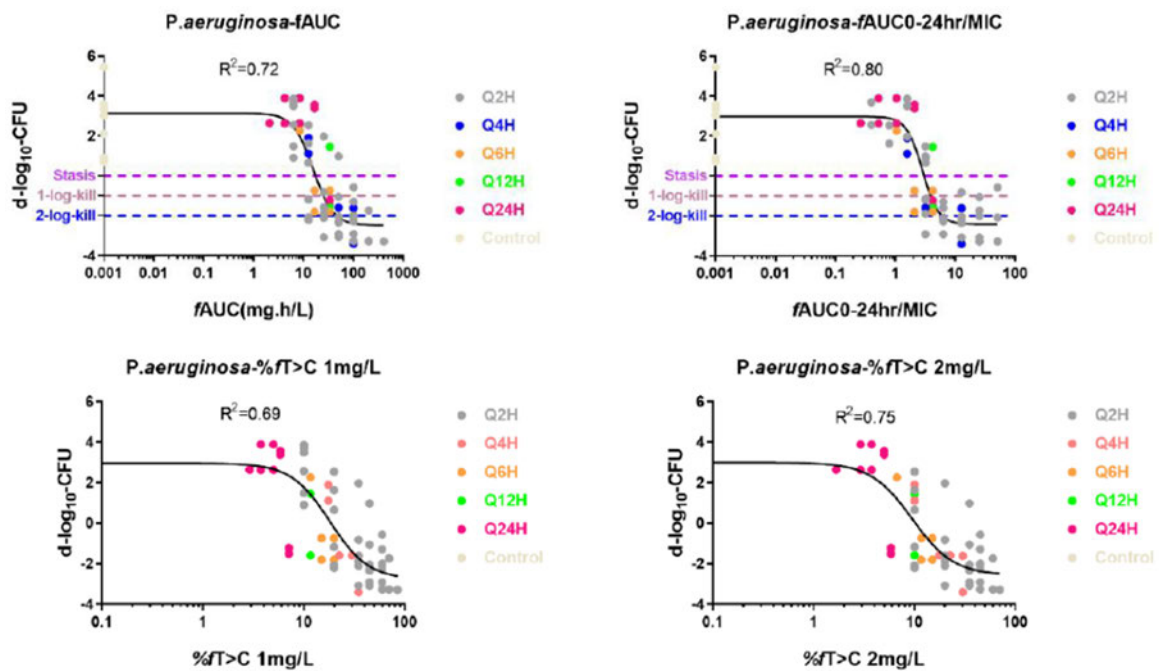 P.aeruginosa-fAUC
R²=0.72
6
4
2
Stasis
1-log-kill
2-log-kill
-4
d-log₁₀-CFU
0.001 0.01 0.1 1 10 100 1000
fAUC(mg.h/L)
Q2H
Q4H
Q6H
Q12H
Q24H
Control
P.aeruginosa-fAUC0-24hr/MIC
R²=0.80
6
4
2
Stasis
1-log-kill
2-log-kill
-4
d-log₁₀-CFU
0.001 0.01 0.1 1 10 100
fAUC0-24hr/MIC
Q2H
Q4H
Q6H
Q12H
Q24H
Control
P.aeruginosa-%fT>C 1mg/L
R²=0.69
6
4
2
0
-2
-4
d-log₁₀-CFU
0.1 1 10 100
%fT>C 1mg/L
Q2H
Q4H
Q6H
Q12H
Q24H
Control
P.aeruginosa-%fT>C 2mg/L
R²=0.75
6
4
2
0
-2
-4
d-log₁₀-CFU
0.1 1 10 100
%fT>C 2mg/L
Q2H
Q4H
Q6H
Q12H
Q24H
Control